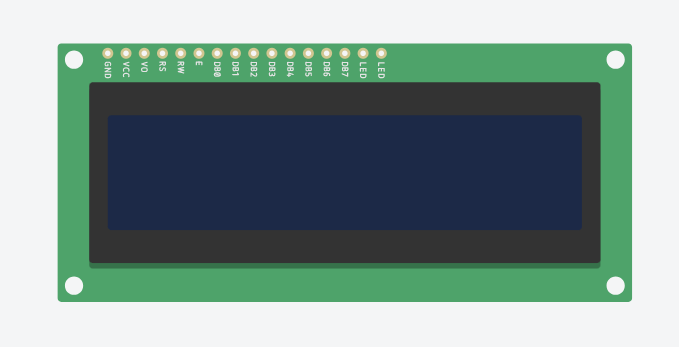 GND VCC VO RS RW E DB0 DB1 DB2 DB3 DB4 DB5 DB6 DB7 LED LED